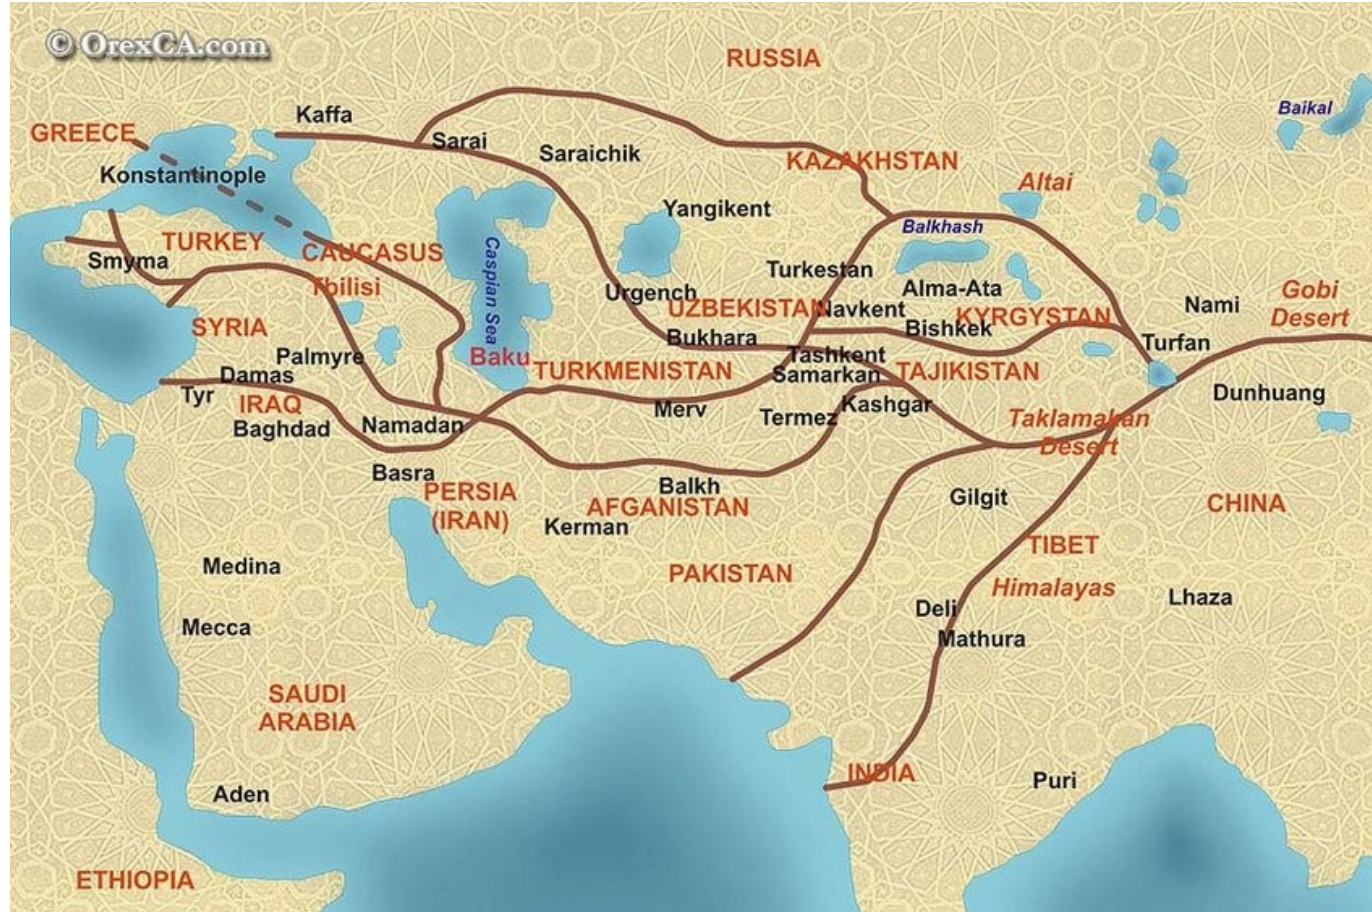 © OrexCA.com
RUSSIA
Baikal
Kaffa
GREECE
Sarai
Saraichik
KAZAKHSTAN
Konstantinople
Altai
Yangikent
Balkhash
TURKEY
CAUCASUS
Caspian Sea
Smyma
Turkestan
Tbilisi
Urgench
Alma-Ata
Nami
Gobi
Desert
UZBEKISTAN
Navkent
KYRGYSTAN
SYRIA
Bukhara
Bishkek
Turfan
Palmyre
Baku
Tashkent
TURKMENISTAN
Samarkan
TAJIKISTAN
Damas
Tyr
IRAQ
Merv
Termez
Kashgar
Dunhuang
Baghdad
Namadan
Taklamakan
Desert
Basra
PERSIA
(IRAN)
Balkh
AFGANISTAN
Gilgit
CHINA
Kerman
TIBET
Medina
PAKISTAN
Himalayas
Lhaza
Deli
Mecca
Mathura
SAUDI
ARABIA
INDIA
Puri
Aden
ETHIOPIA